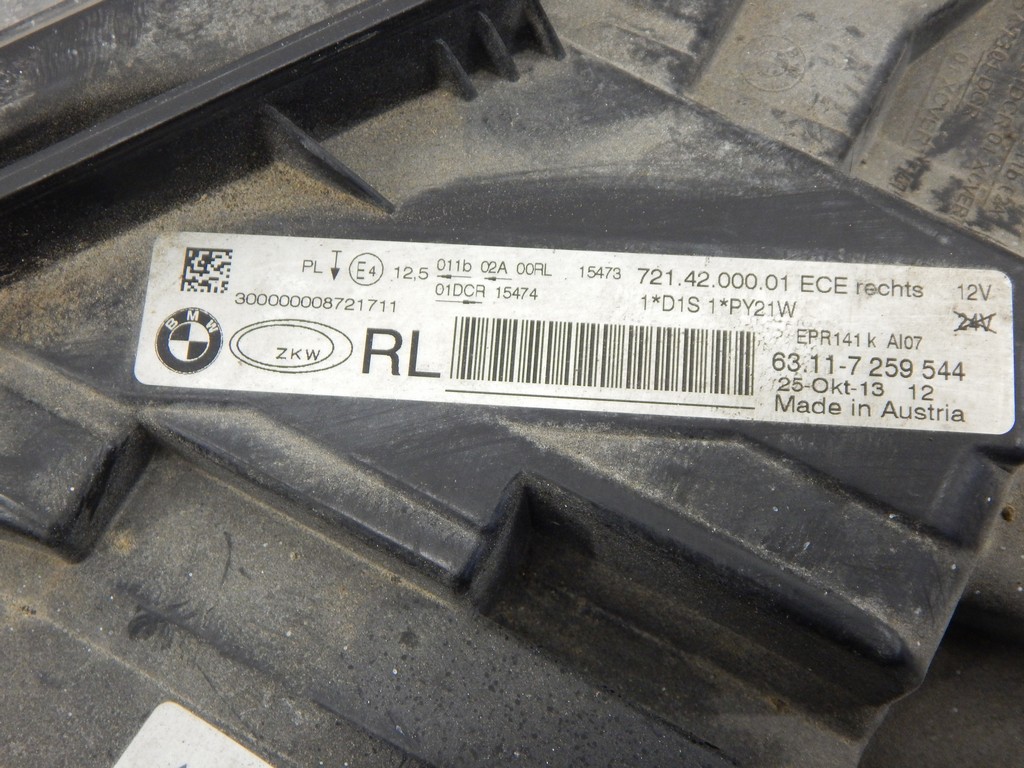 PL E4 12,5 011b 02A 00RL 15473 721.42.000.01 ECE rechts 12V
01DCR 15474 1*D1S 1*PY21W 24V
300000008721711
BMW ZKW RL
EPR141 k AI07
63.11-7 259 544
25-Okt-13 12
Made in Austria